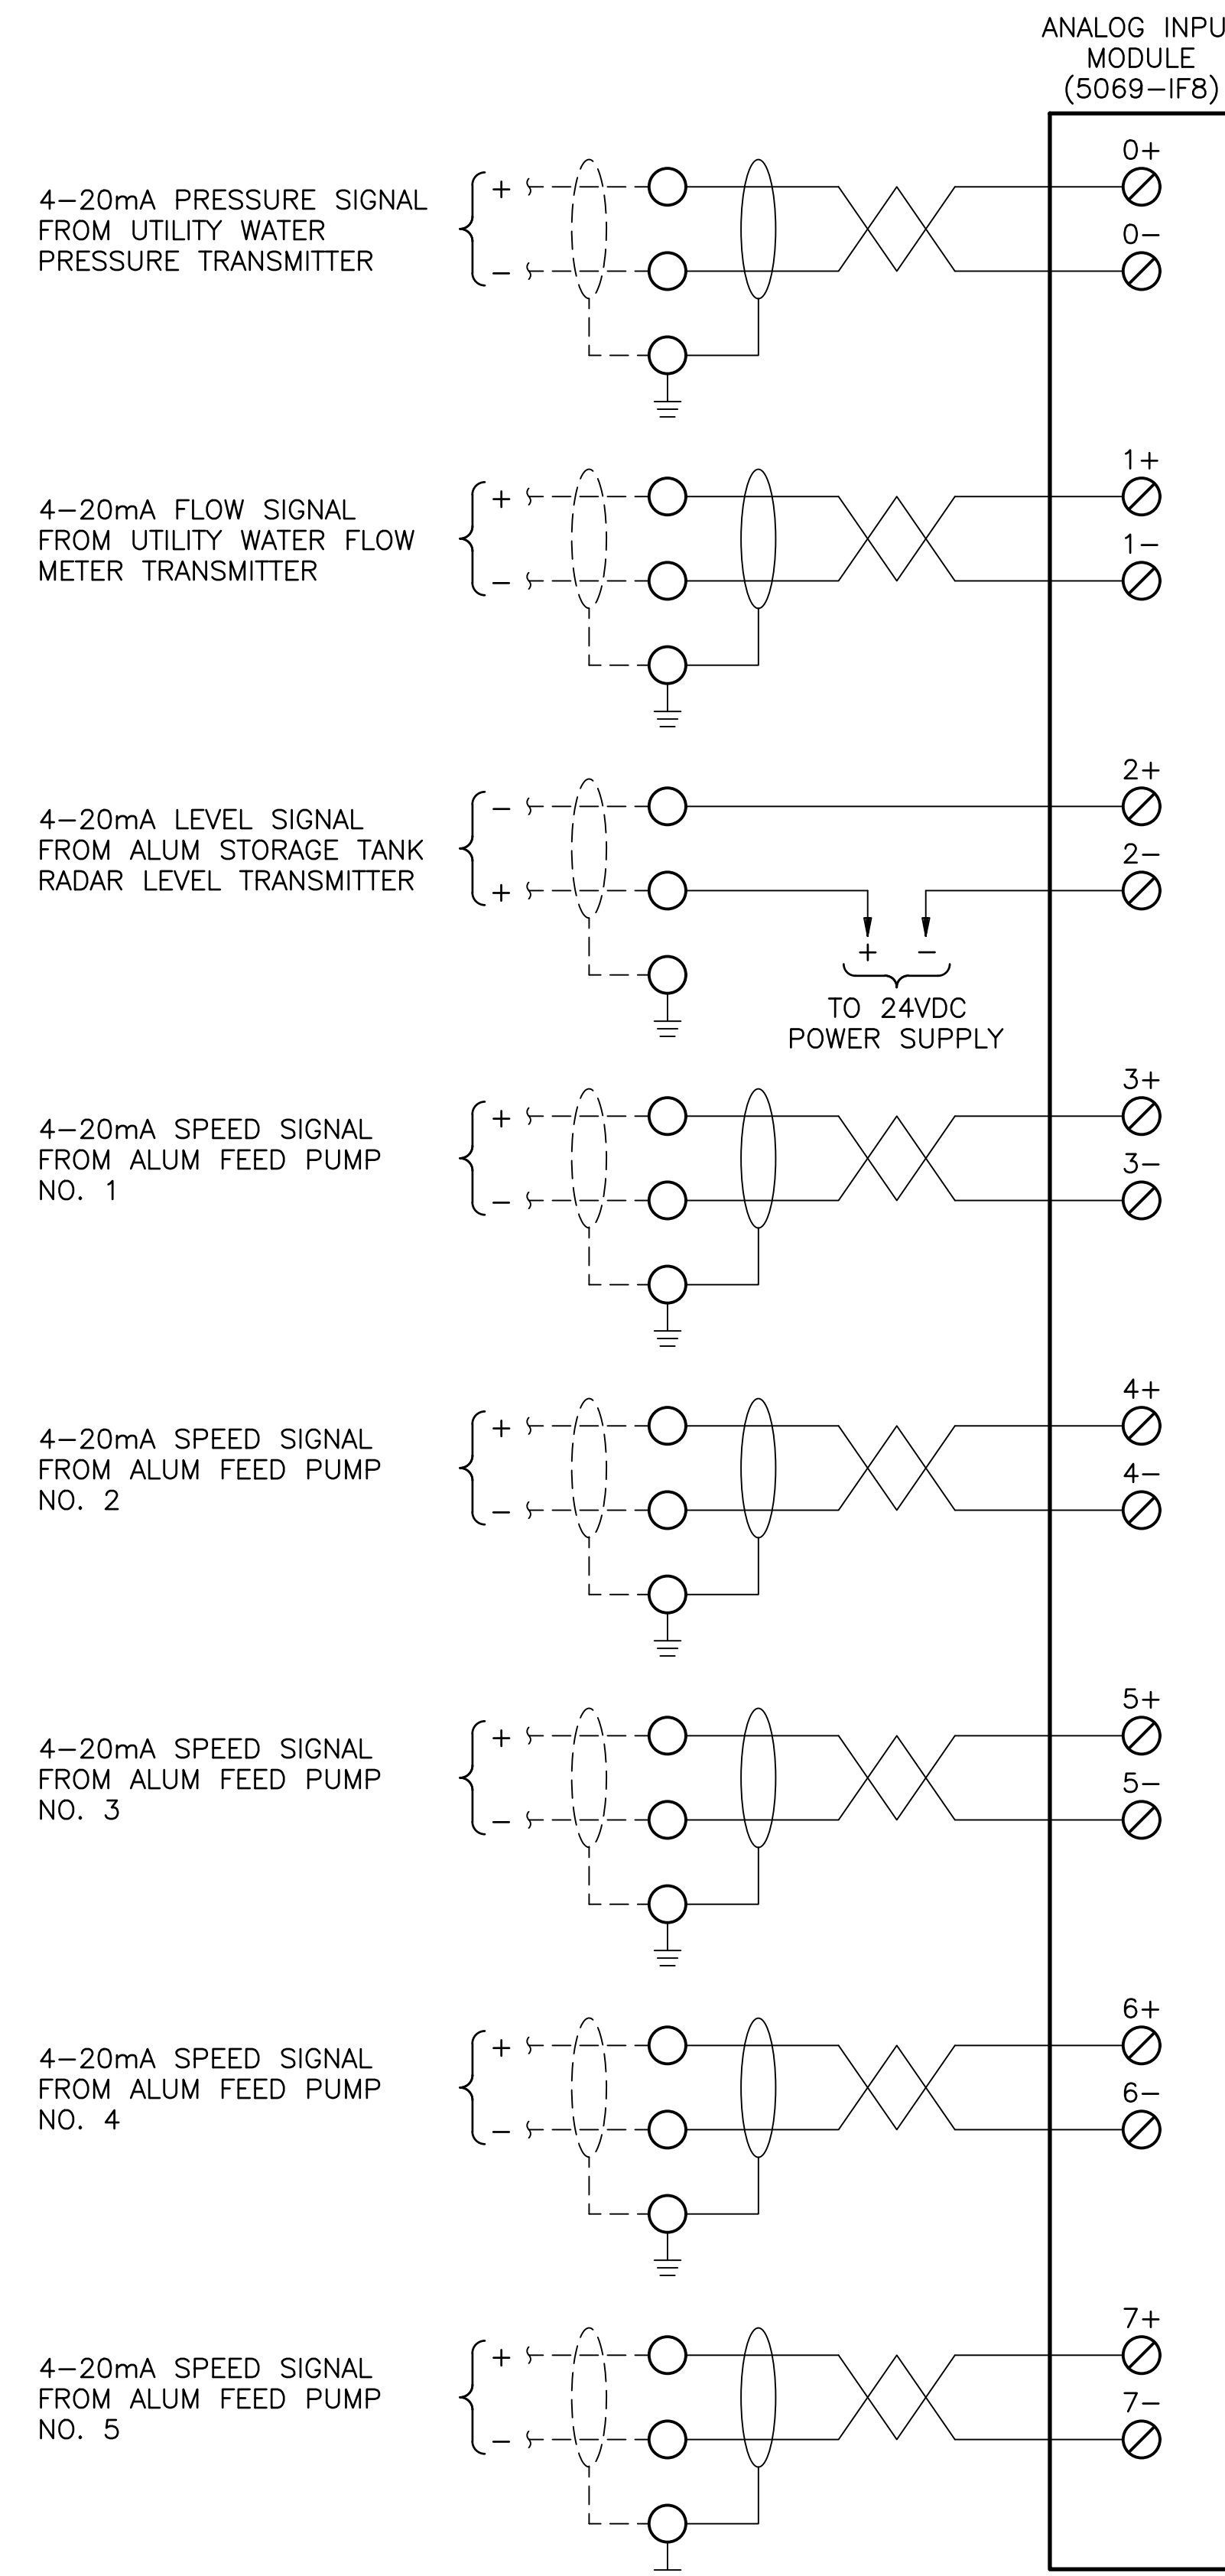 ANALOG INPU
MODULE
(5069-IF8)
0+
4-20mA PRESSURE SIGNAL
FROM UTILITY WATER
PRESSURE TRANSMITTER
+
-
0-
1+
4-20mA FLOW SIGNAL
FROM UTILITY WATER FLOW
METER TRANSMITTER
+
-
1-
2+
4-20mA LEVEL SIGNAL
FROM ALUM STORAGE TANK
RADAR LEVEL TRANSMITTER
-
+
2-
+ -
TO 24VDC
POWER SUPPLY
3+
4-20mA SPEED SIGNAL
FROM ALUM FEED PUMP
NO. 1
+
-
3-
4+
4-20mA SPEED SIGNAL
FROM ALUM FEED PUMP
NO. 2
+
-
4-
5+
4-20mA SPEED SIGNAL
FROM ALUM FEED PUMP
NO. 3
+
-
5-
6+
4-20mA SPEED SIGNAL
FROM ALUM FEED PUMP
NO. 4
+
-
6-
7+
4-20mA SPEED SIGNAL
FROM ALUM FEED PUMP
NO. 5
+
-
7-